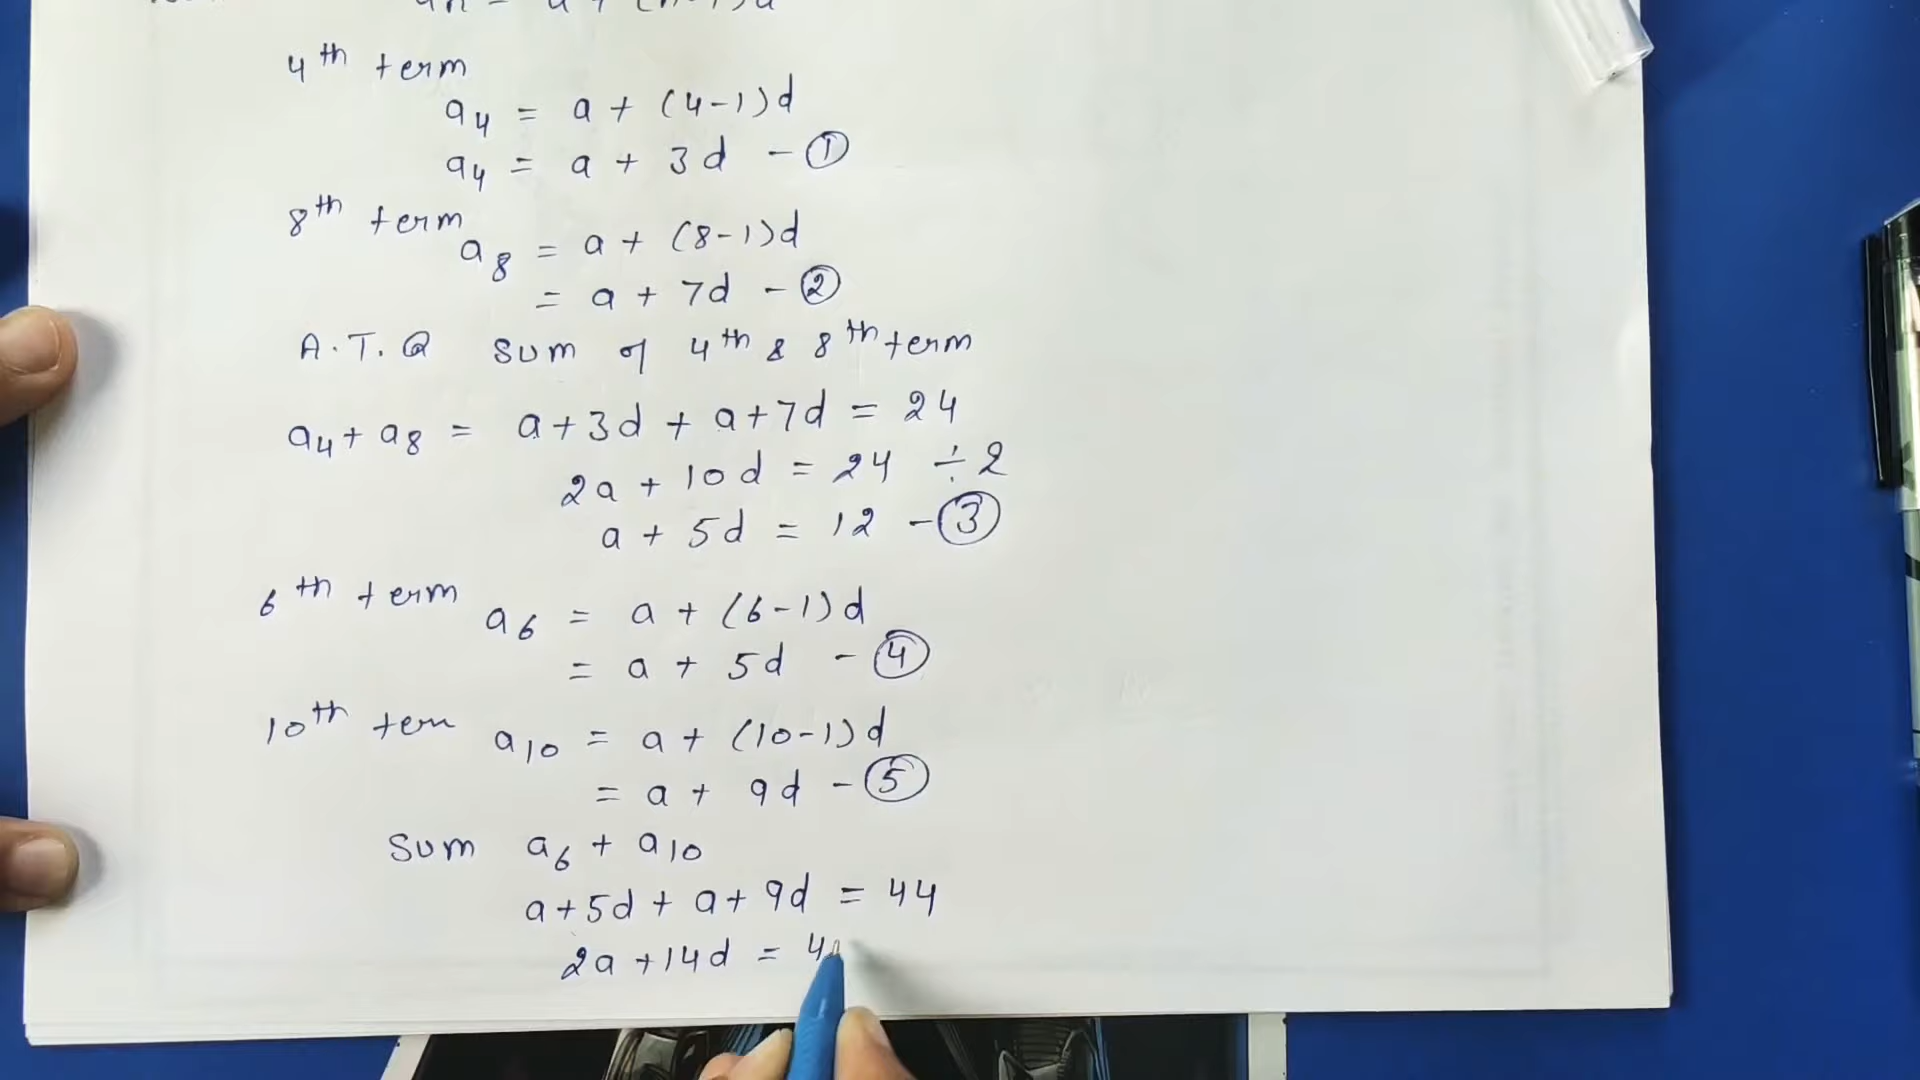 4th term
a4 = a + (4-1)d
a4 = a + 3d - ①
8th term
a8 = a + (8-1)d
= a + 7d - ②
A.T.Q sum of 4th & 8th term
a4 + a8 = a+3d + a+7d = 24
2a + 10d = 24 ÷2
a + 5d = 12 - ③
6th term a6 = a + (6-1)d
= a + 5d - ④
10th term a10 = a + (10-1)d
= a + 9d - ⑤
Sum a6 + a10
a+5d + a+ 9d = 44
2a +14d = 4